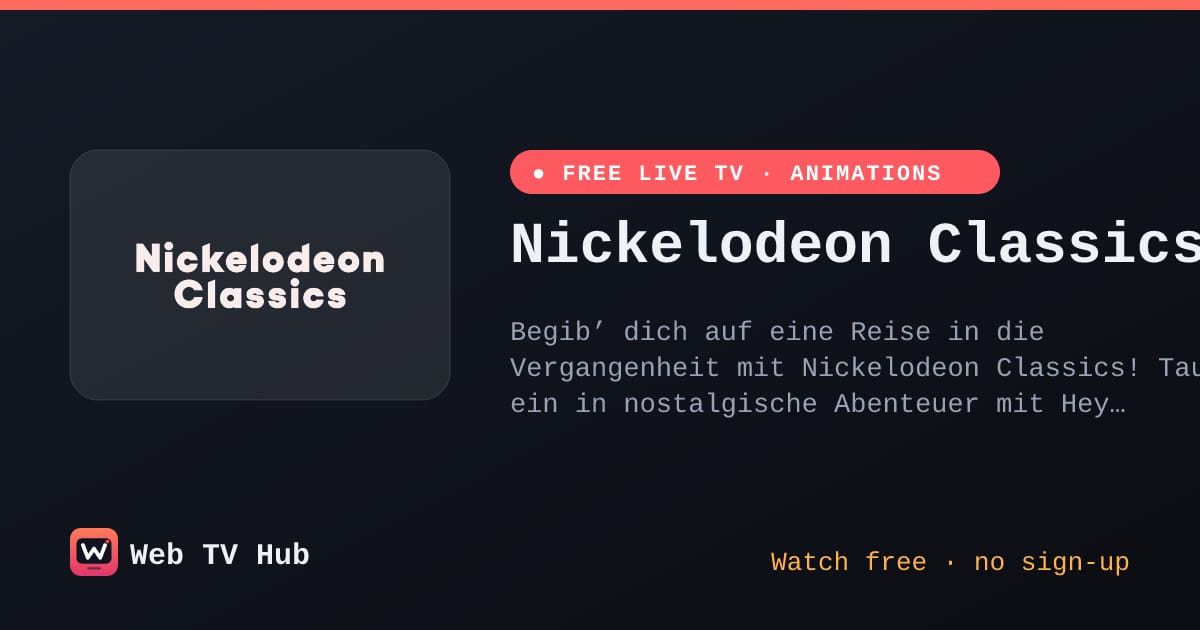 Nickelodeon
Classics
• FREE LIVE TV · ANIMATIONS
Nickelodeon Classics
Begib’ dich auf eine Reise in die
Vergangenheit mit Nickelodeon Classics! Tau
ein in nostalgische Abenteuer mit Hey…
Web TV Hub
Watch free · no sign-up